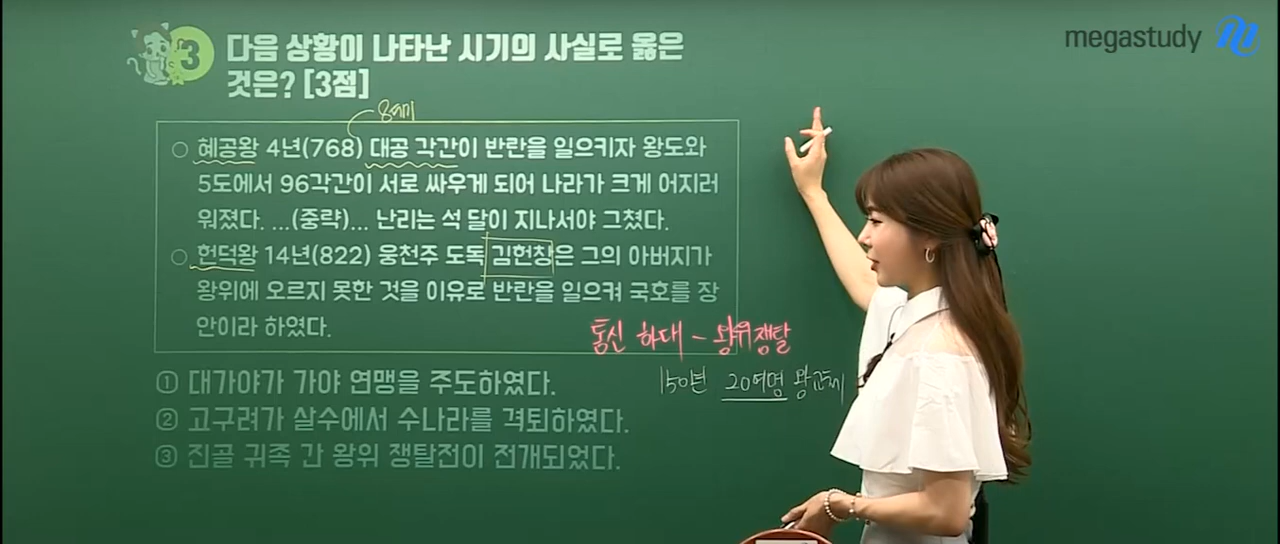 megastudy
3 다음 상황이 나타난 시기의 사실로 옳은
것은? [3점]
○ 혜공왕 4년(768) 대공 각간이 반란을 일으키자 왕도와
5도에서 96각간이 서로 싸우게 되어 나라가 크게 어지러
워졌다. …(중략)… 난리는 석 달이 지나서야 그쳤다.
○ 헌덕왕 14년(822) 웅천주 도독 김헌창은 그의 아버지가
왕위에 오르지 못한 것을 이유로 반란을 일으켜 국호를 장
안이라 하였다.
통신 하대 - 왕위쟁탈
150년 20여명 왕교체
① 대가야가 가야 연맹을 주도하였다.
② 고구려가 살수에서 수나라를 격퇴하였다.
③ 진골 귀족 간 왕위 쟁탈전이 전개되었다.